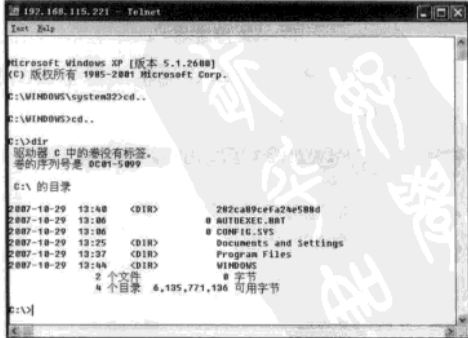 192.168.115.221 - Telnet
Text Help
Microsoft Windows XP [版本 5.1.2600]
(C) 版权所有 1985-2001 Microsoft Corp.
C:\WINDOWS\system32>cd..
C:\WINDOWS>cd..
C:\>dir
驱动器 C 中的卷没有标签。
卷的序列号是 DC01-5099
C:\ 的目录
2007-10-29 13:40 <DIR> 282ca89cefa24e588d
2007-10-29 13:06 0 AUTOEXEC.BAT
2007-10-29 13:06 0 CONFIG.SYS
2007-10-29 13:25 <DIR> Documents and Settings
2007-10-29 13:37 <DIR> Program Files
2007-10-29 13:44 <DIR> WINDOWS
2 个文件 0 字节
4 个目录 6,135,771,136 可用字节
C:\>